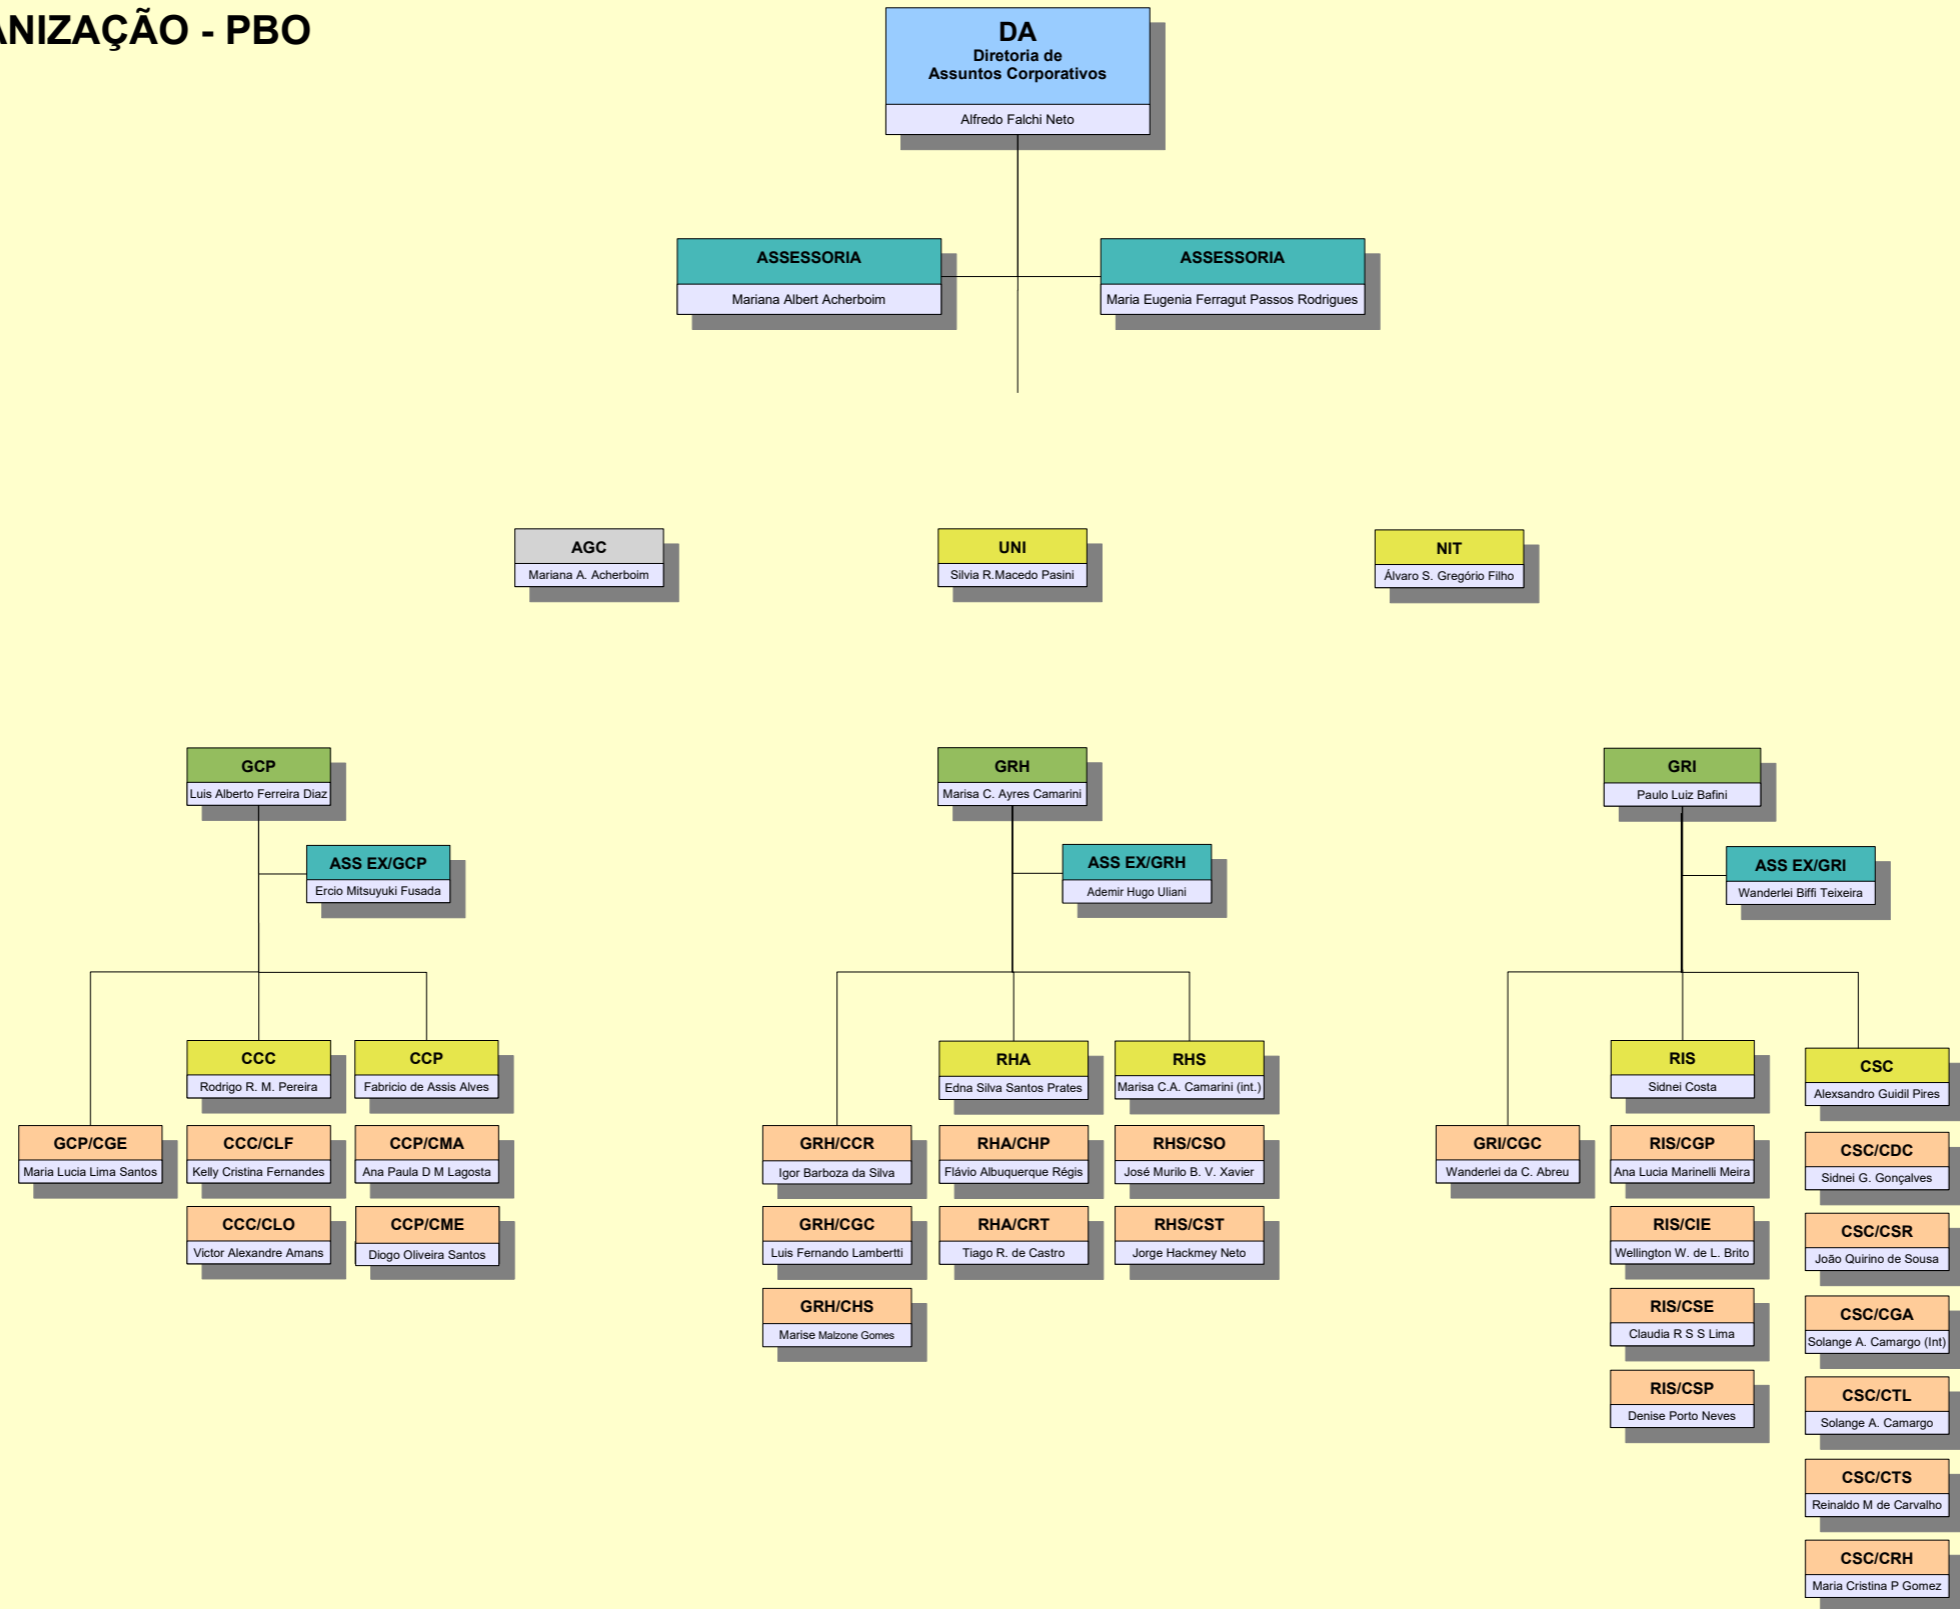 ANIZAÇÃO - PBO
DA
Diretoria de
Assuntos Corporativos
Alfredo Falchi Neto
ASSESSORIA
Mariana Albert Acherboim
ASSESSORIA
Maria Eugenia Ferragut Passos Rodrigues
AGC
Mariana A. Acherboim
UNI
Silvia R.Macedo Pasini
NIT
Álvaro S. Gregório Filho
GCP
Luis Alberto Ferreira Diaz
ASS EX/GCP
Ercio Mitsuyuki Fusada
CCC
Rodrigo R. M. Pereira
CCP
Fabricio de Assis Alves
GCP/CGE
Maria Lucia Lima Santos
CCC/CLF
Kelly Cristina Fernandes
CCP/CMA
Ana Paula D M Lagosta
CCC/CLO
Victor Alexandre Amans
CCP/CME
Diogo Oliveira Santos
GRH
Marisa C. Ayres Camarini
ASS EX/GRH
Ademir Hugo Uliani
RHA
Edna Silva Santos Prates
RHS
Marisa C.A. Camarini (int.)
GRH/CCR
Igor Barboza da Silva
RHA/CHP
Flávio Albuquerque Régis
RHS/CSO
José Murilo B. V. Xavier
GRH/CGC
Luis Fernando Lambertti
RHA/CRT
Tiago R. de Castro
RHS/CST
Jorge Hackmey Neto
GRH/CHS
Marise Malzone Gomes
GRI
Paulo Luiz Bafini
ASS EX/GRI
Wanderlei Biffi Teixeira
RIS
Sidnei Costa
CSC
Alexsandro Guidil Pires
GRI/CGC
Wanderlei da C. Abreu
RIS/CGP
Ana Lucia Marinelli Meira
CSC/CDC
Sidnei G. Gonçalves
RIS/CIE
Wellington W. de L. Brito
CSC/CSR
João Quirino de Sousa
RIS/CSE
Claudia R S S Lima
CSC/CGA
Solange A. Camargo (Int)
RIS/CSP
Denise Porto Neves
CSC/CTL
Solange A. Camargo
CSC/CTS
Reinaldo M de Carvalho
CSC/CRH
Maria Cristina P Gomez